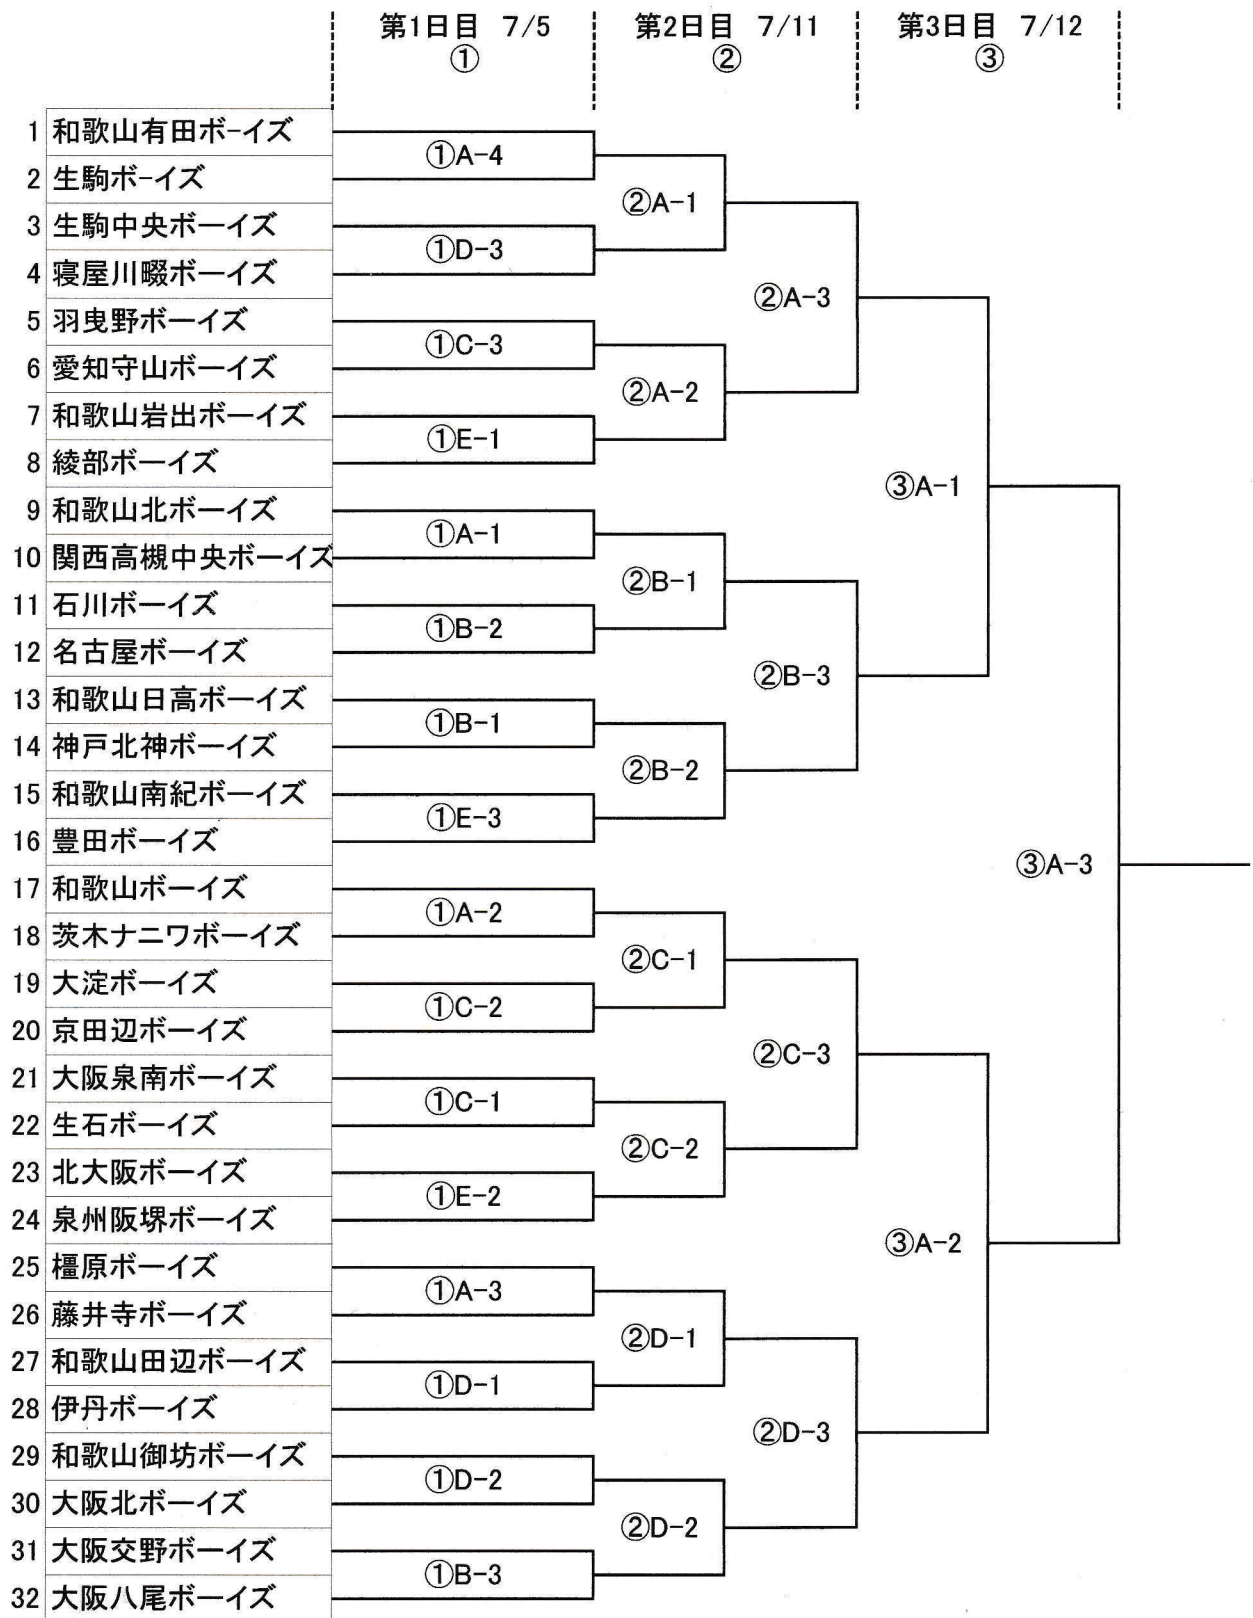 第1日目 7/5
①
第2日目 7/11
②
第3日目 7/12
③
1 和歌山有田ボｰイズ
2 生駒ボｰイズ
3 生駒中央ボーイズ
4 寝屋川畷ボーイズ
5 羽曳野ボーイズ
6 愛知守山ボーイズ
7 和歌山岩出ボーイズ
8 綾部ボーイズ
9 和歌山北ボーイズ
10 関西高槻中央ボーイズ
11 石川ボーイズ
12 名古屋ボーイズ
13 和歌山日高ボーイズ
14 神戸北神ボーイズ
15 和歌山南紀ボーイズ
16 豊田ボーイズ
17 和歌山ボーイズ
18 茨木ナニワボーイズ
19 大淀ボーイズ
20 京田辺ボーイズ
21 大阪泉南ボーイズ
22 生石ボーイズ
23 北大阪ボーイズ
24 泉州阪堺ボーイズ
25 橿原ボーイズ
26 藤井寺ボーイズ
27 和歌山田辺ボーイズ
28 伊丹ボーイズ
29 和歌山御坊ボーイズ
30 大阪北ボーイズ
31 大阪交野ボーイズ
32 大阪八尾ボーイズ
①A-4
①D-3
①C-3
①E-1
①A-1
①B-2
①B-1
①E-3
①A-2
①C-2
①C-1
①E-2
①A-3
①D-1
①D-2
①B-3
②A-1
②A-2
②B-1
②B-2
②C-1
②C-2
②D-1
②D-2
②A-3
②B-3
②C-3
②D-3
③A-1
③A-2
③A-3